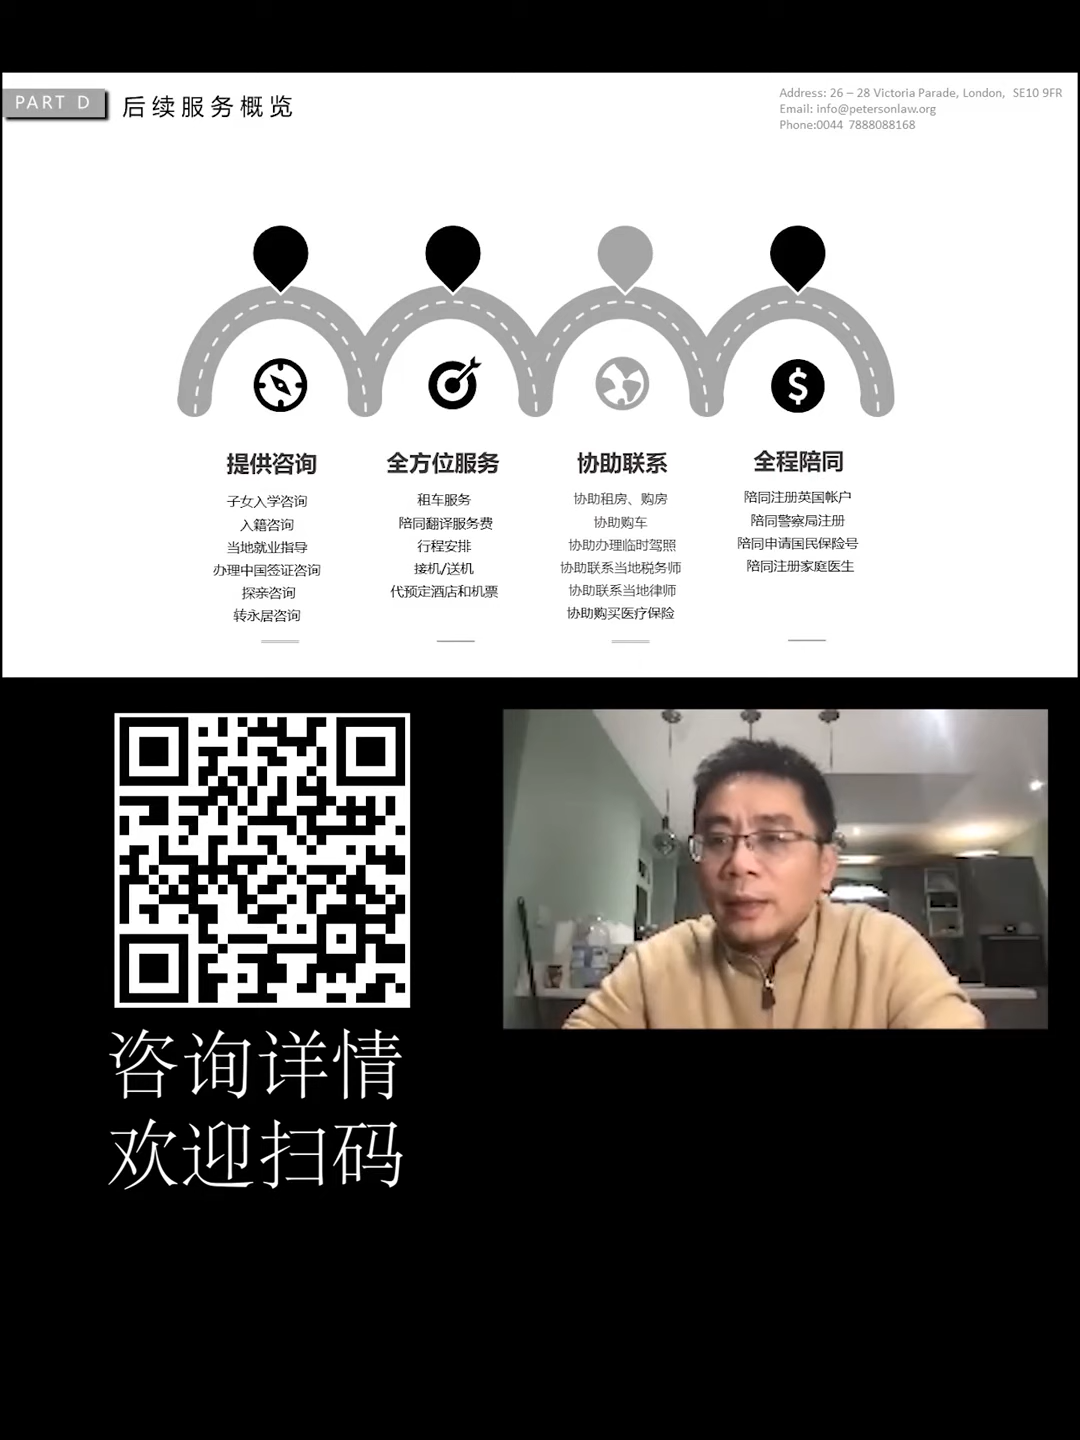 PART D
后续服务概览
Address: 26 – 28 Victoria Parade, London, SE10 9FR
Email: info@petersonlaw.org
Phone:0044 7888088168
提供咨询
子女入学咨询
入籍咨询
当地就业指导
办理中国签证咨询
探亲咨询
转永居咨询
全方位服务
租车服务
陪同翻译服务费
行程安排
接机/送机
代预定酒店和机票
协助联系
协助租房、购房
协助购车
协助办理临时驾照
协助联系当地税务师
协助联系当地律师
协助购买医疗保险
全程陪同
陪同注册英国帐户
陪同警察局注册
陪同申请国民保险号
陪同注册家庭医生
咨询详情
欢迎扫码